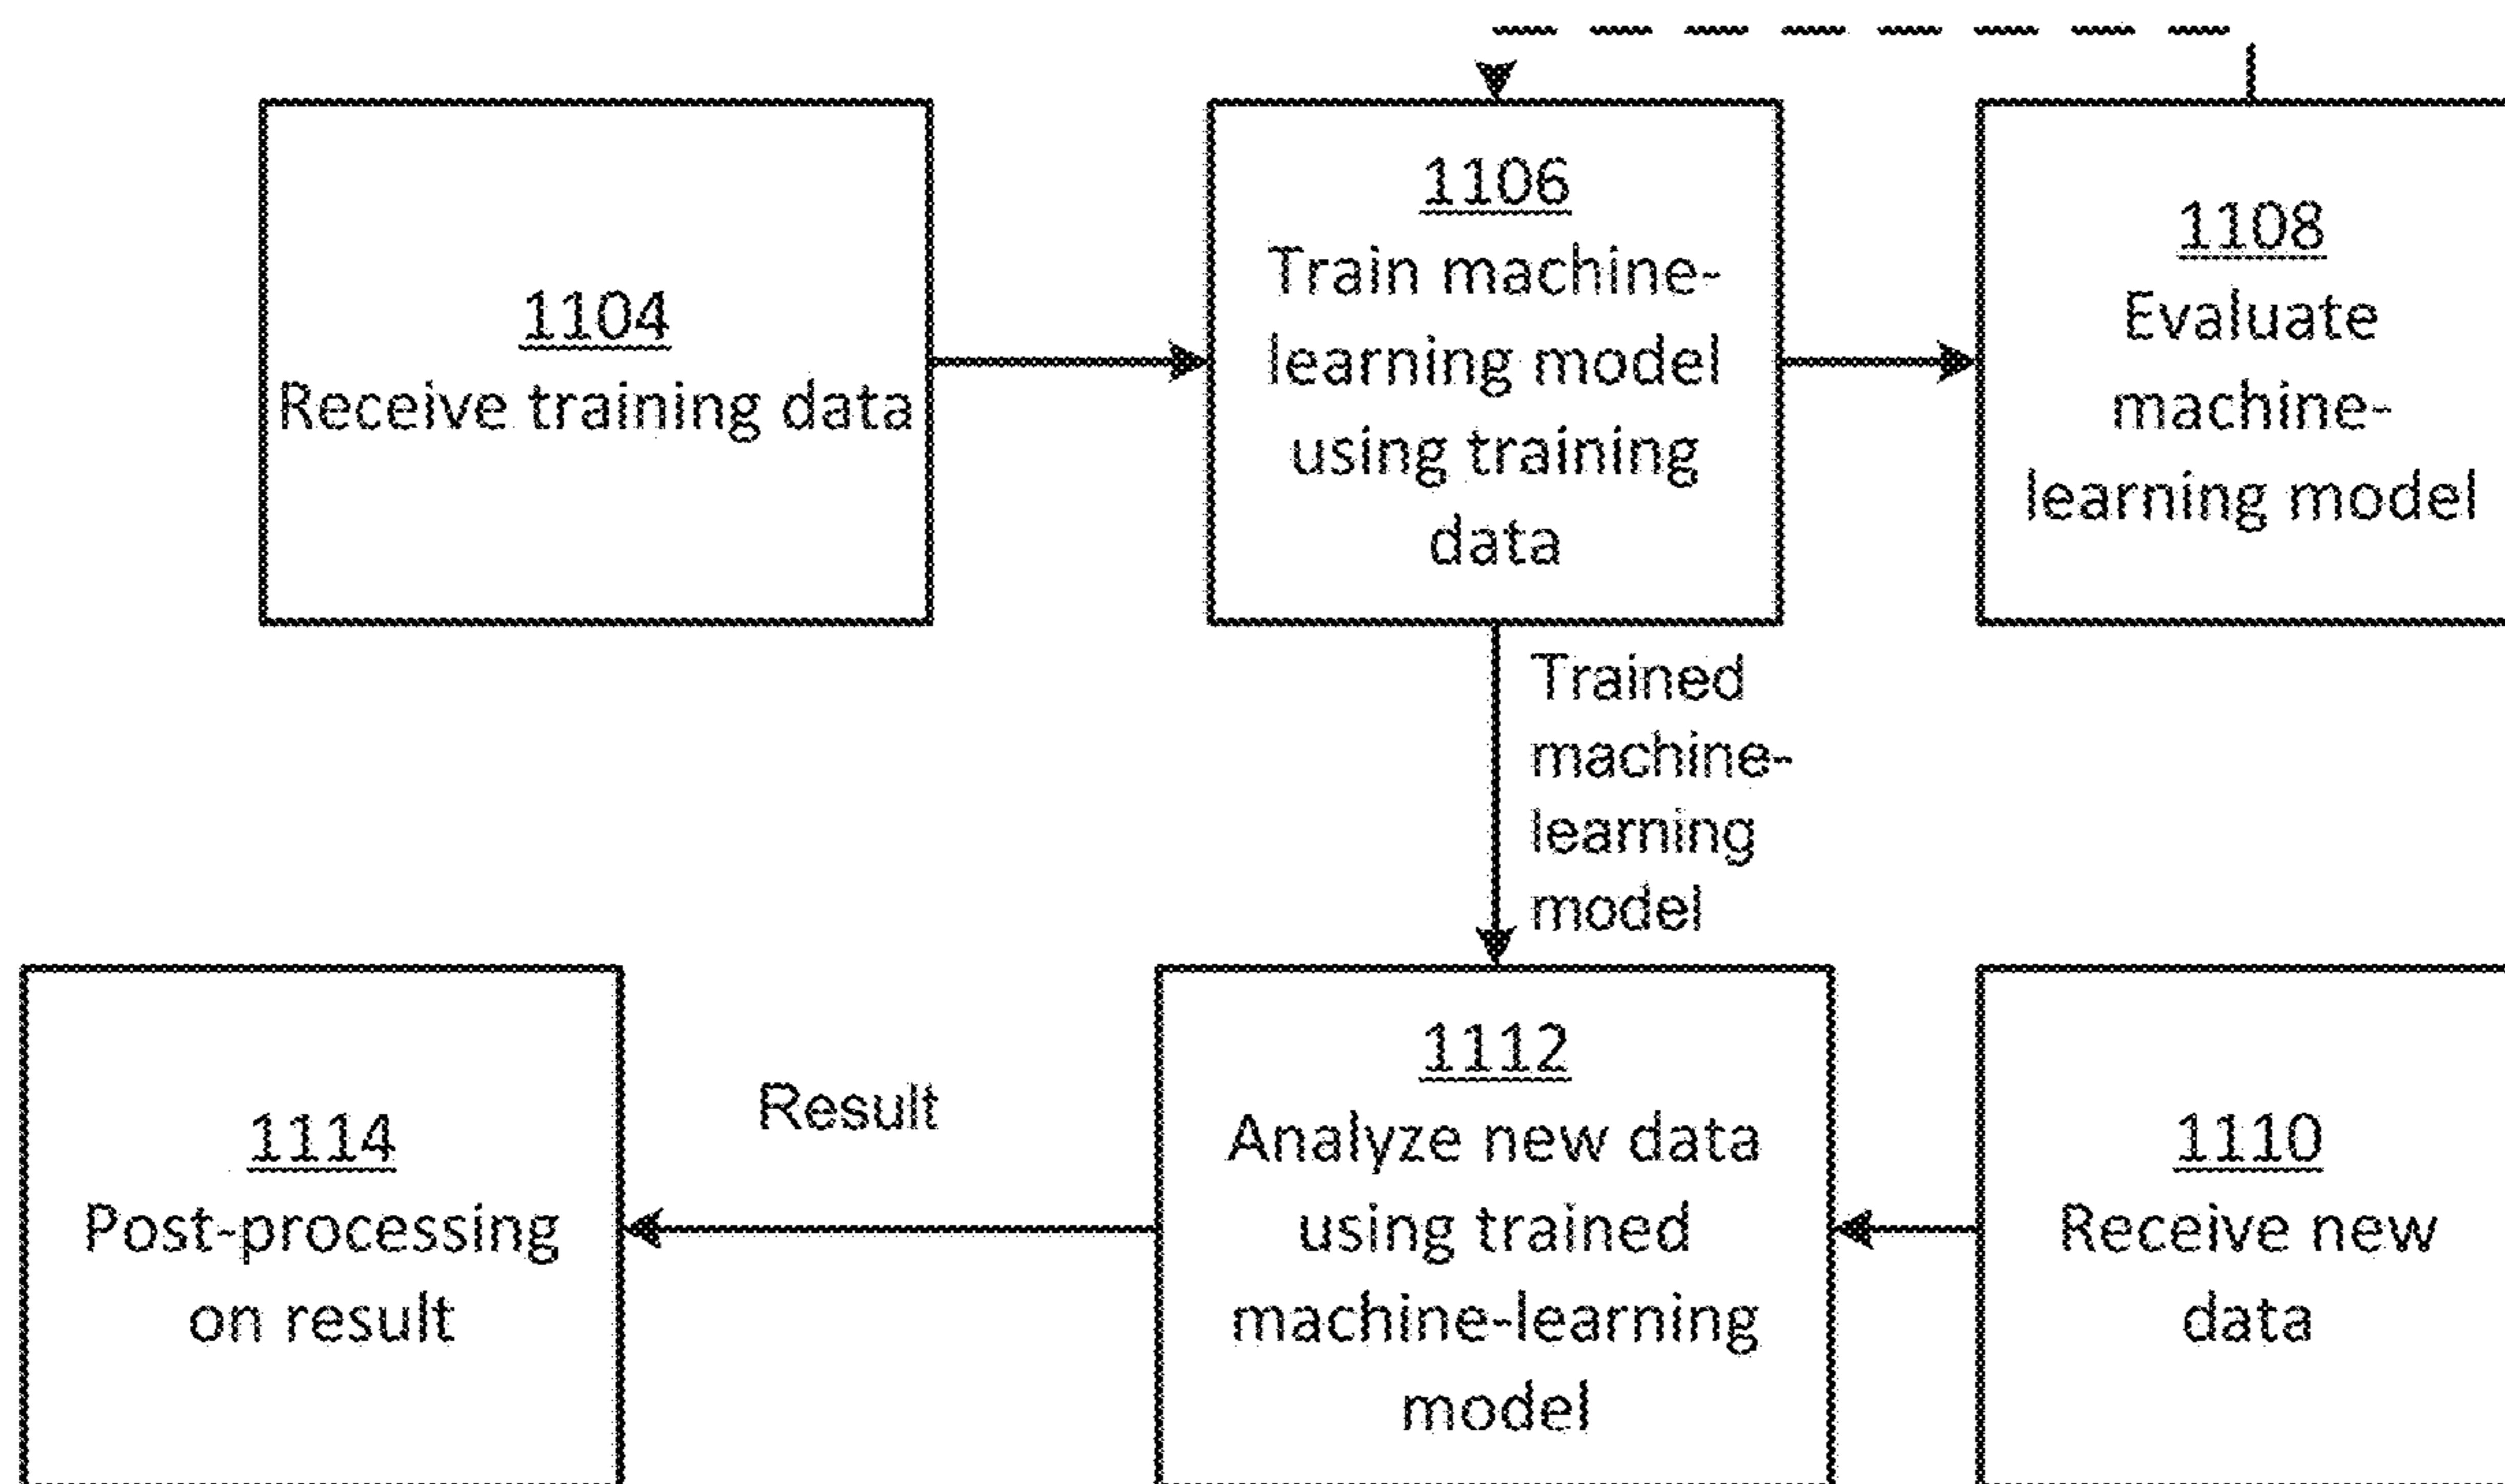 1104
Receive training data
1106
Train machine-
learning model
using training
data
1108
Evaluate
machine-
learning model
Trained
machine-
learning
model
1114
Post-processing
on result
Result
1112
Analyze new data
using trained
machine-learning
model
1110
Receive new
data